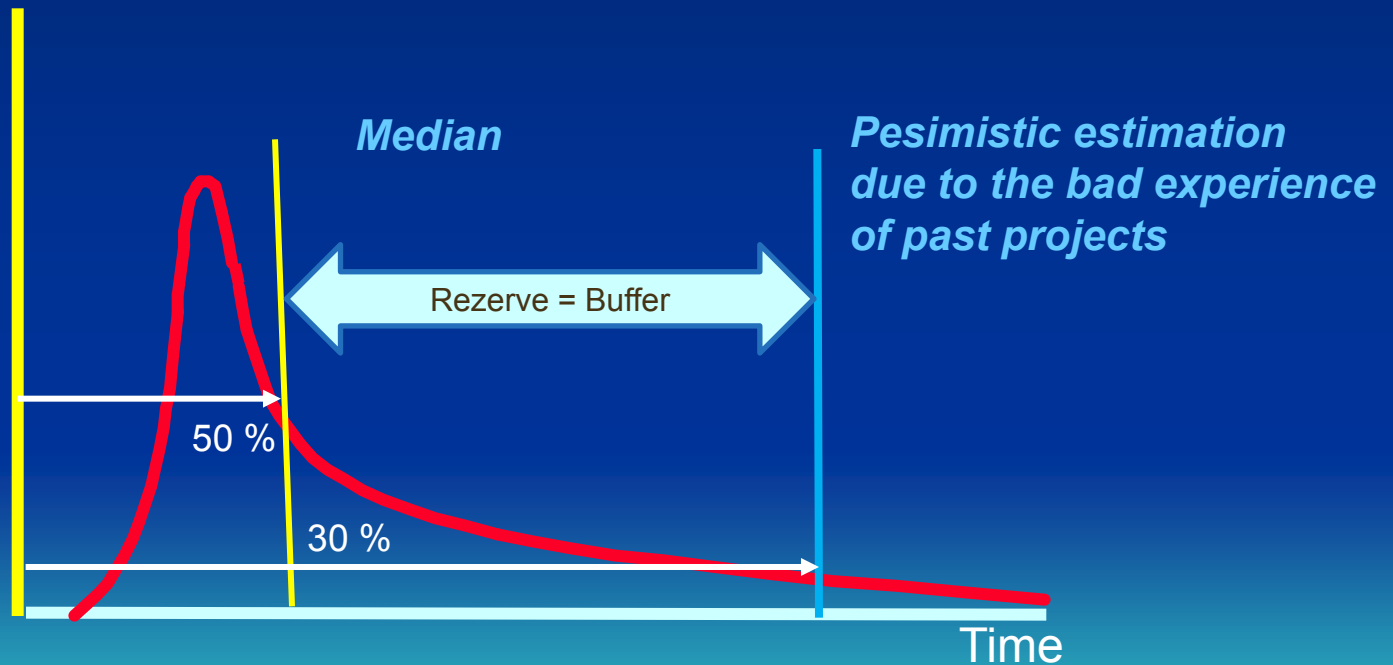 Median
Pesimistic estimation
due to the bad experience
of past projects
Rezerve = Buffer
50 %
30 %
Time